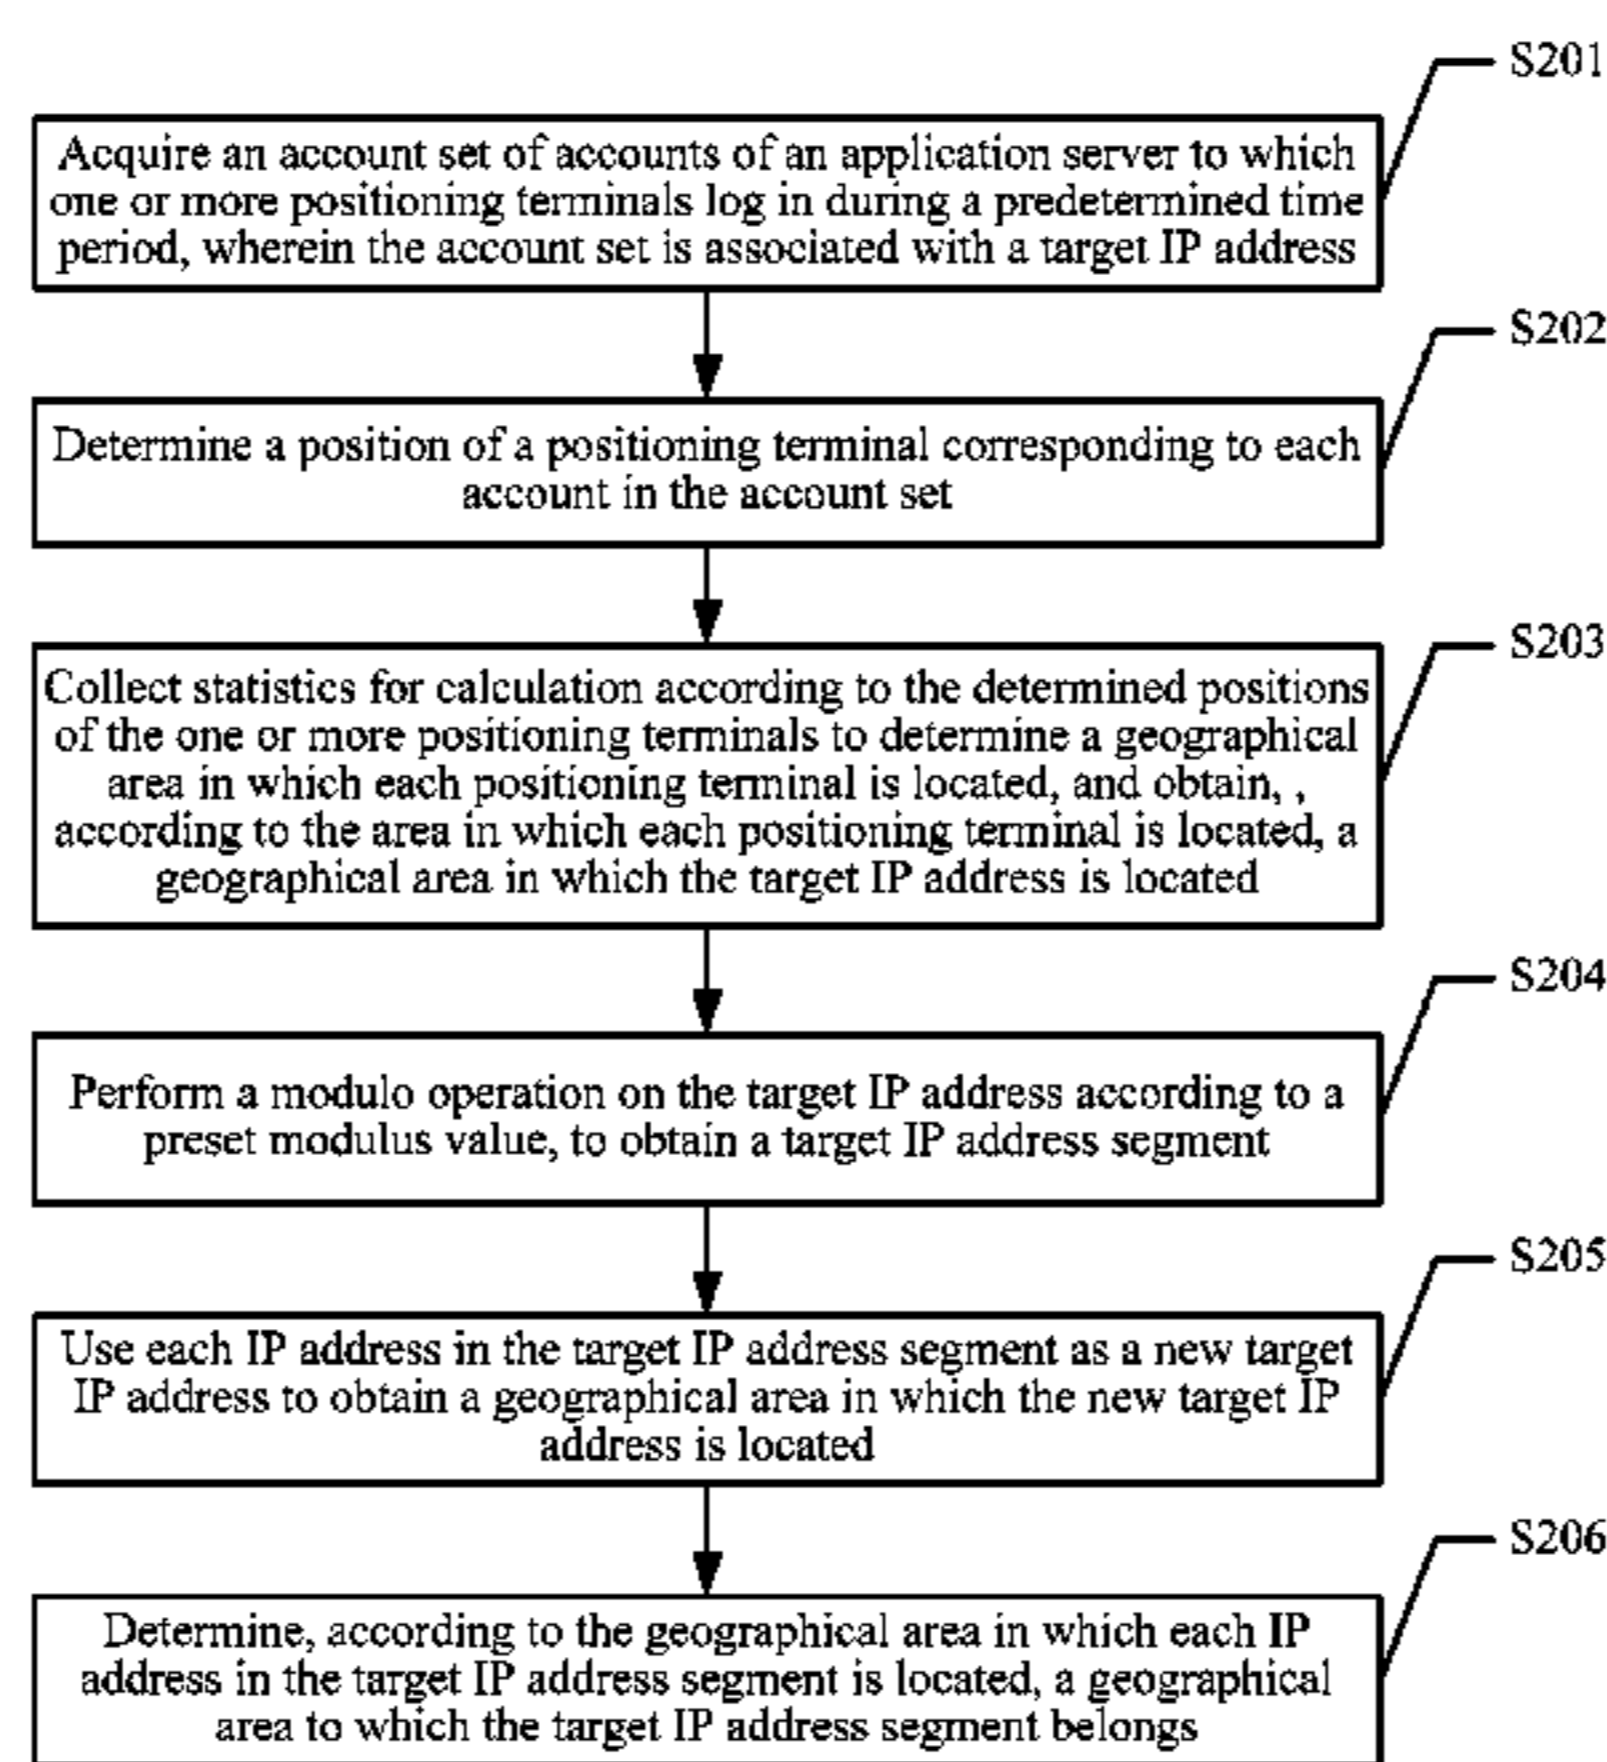 S201
Acquire an account set of accounts of an application server to which
one or more positioning terminals log in during a predetermined time
period, wherein the account set is associated with a target IP address
S202
Determine a position of a positioning terminal corresponding to each
account in the account set
S203
Collect statistics for calculation according to the determined positions
of the one or more positioning terminals to determine a geographical
area in which each positioning terminal is located, and obtain, ,
according to the area in which each positioning terminal is located, a
geographical area in which the target IP address is located
S204
Perform a modulo operation on the target IP address according to a
preset modulus value, to obtain a target IP address segment
S205
Use each IP address in the target IP address segment as a new target
IP address to obtain a geographical area in which the new target IP
address is located
S206
Determine, according to the geographical area in which each IP
address in the target IP address segment is located, a geographical
area to which the target IP address segment belongs